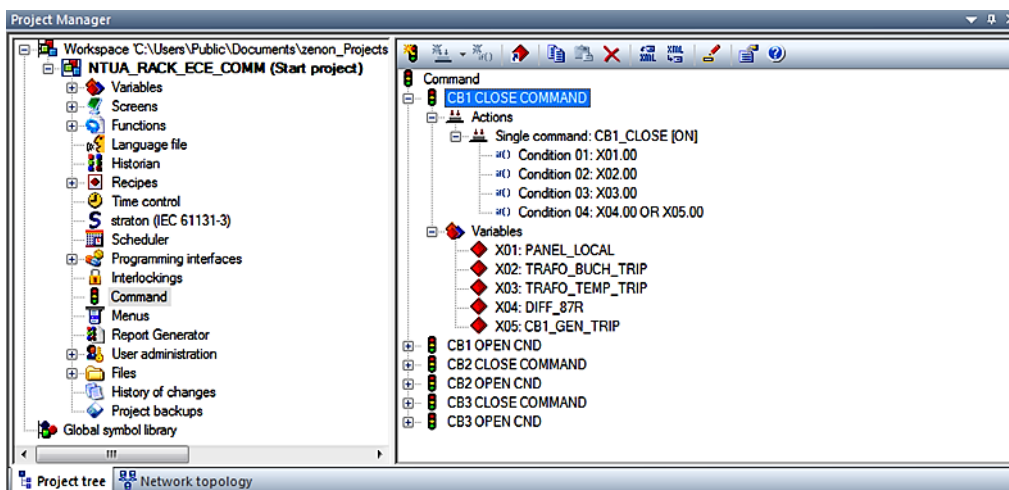 Project Manager
Workspace 'C:\Users\Public\Documents\zenon_Projects
NTUA_RACK_ECE_COMM (Start project)
Variables
Screens
Functions
Language file
Historian
Recipes
Time control
straton (IEC 61131-3)
Scheduler
Programming interfaces
Interlockings
Command
Menus
Report Generator
User administration
Files
History of changes
Project backups
Global symbol library
Project tree
Network topology
XML
XML
Command
CB1 CLOSE COMMAND
Actions
Single command: CB1_CLOSE [ON]
Condition 01: X01.00
Condition 02: X02.00
Condition 03: X03.00
Condition 04: X04.00 OR X05.00
Variables
X01: PANEL_LOCAL
X02: TRAFO_BUCH_TRIP
X03: TRAFO_TEMP_TRIP
X04: DIFF_87R
X05: CB1_GEN_TRIP
CB1 OPEN CND
CB2 CLOSE COMMAND
CB2 OPEN CND
CB3 CLOSE COMMAND
CB3 OPEN CND